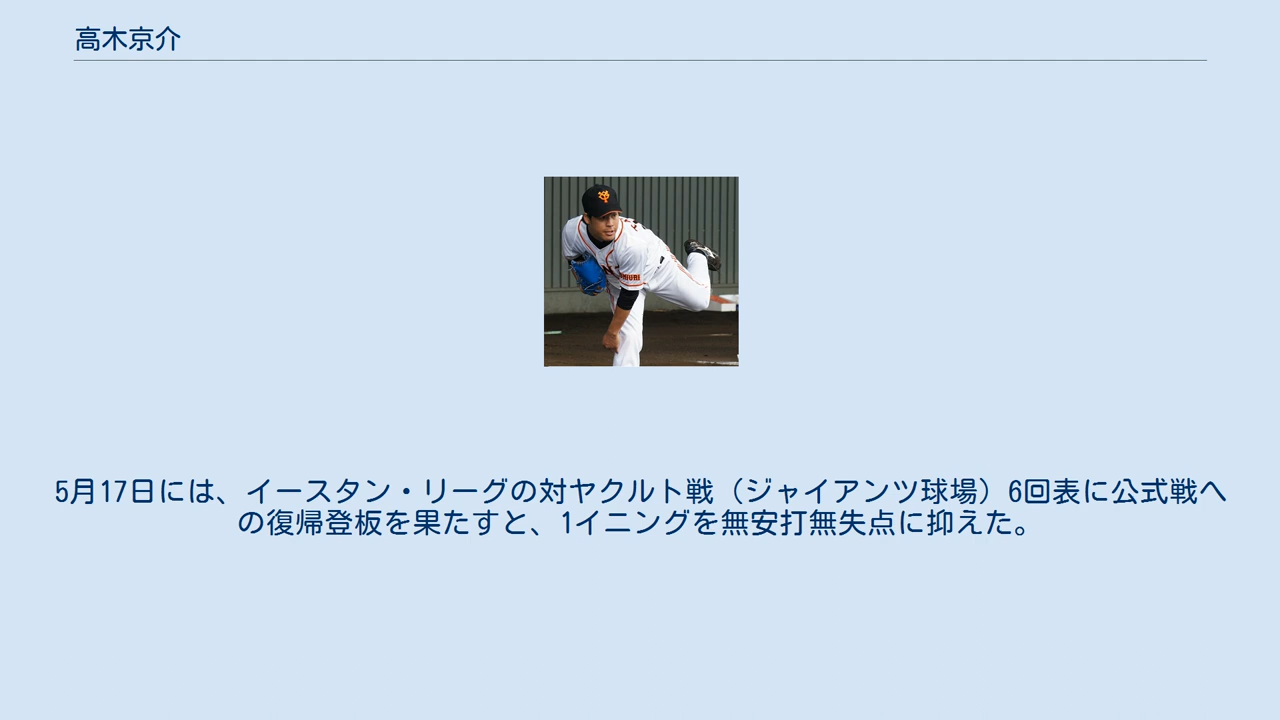 高木京介
5月17日には、イースタン・リーグの対ヤクルト戦（ジャイアンツ球場）6回表に公式戦へ
の復帰登板を果たすと、1イニングを無安打無失点に抑えた。